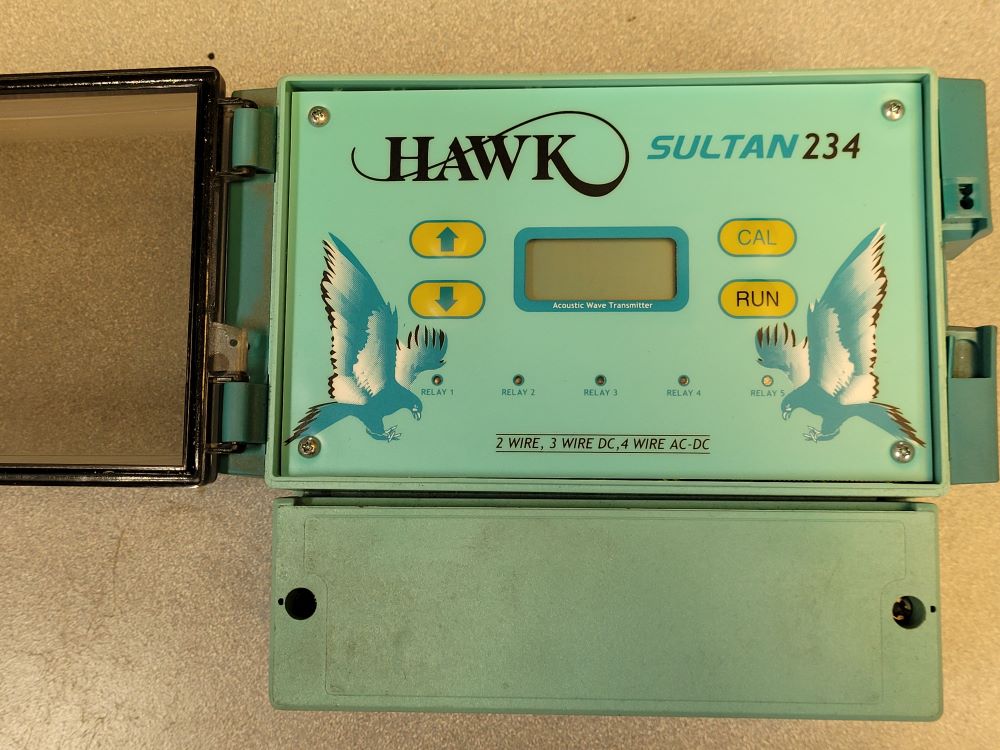 HAWK SULTAN 234
CAL
Acoustic Wave Transmitter
RUN
RELAY 1 RELAY 2 RELAY 3 RELAY 4 RELAY 5
2 WIRE, 3 WIRE DC,4 WIRE AC-DC